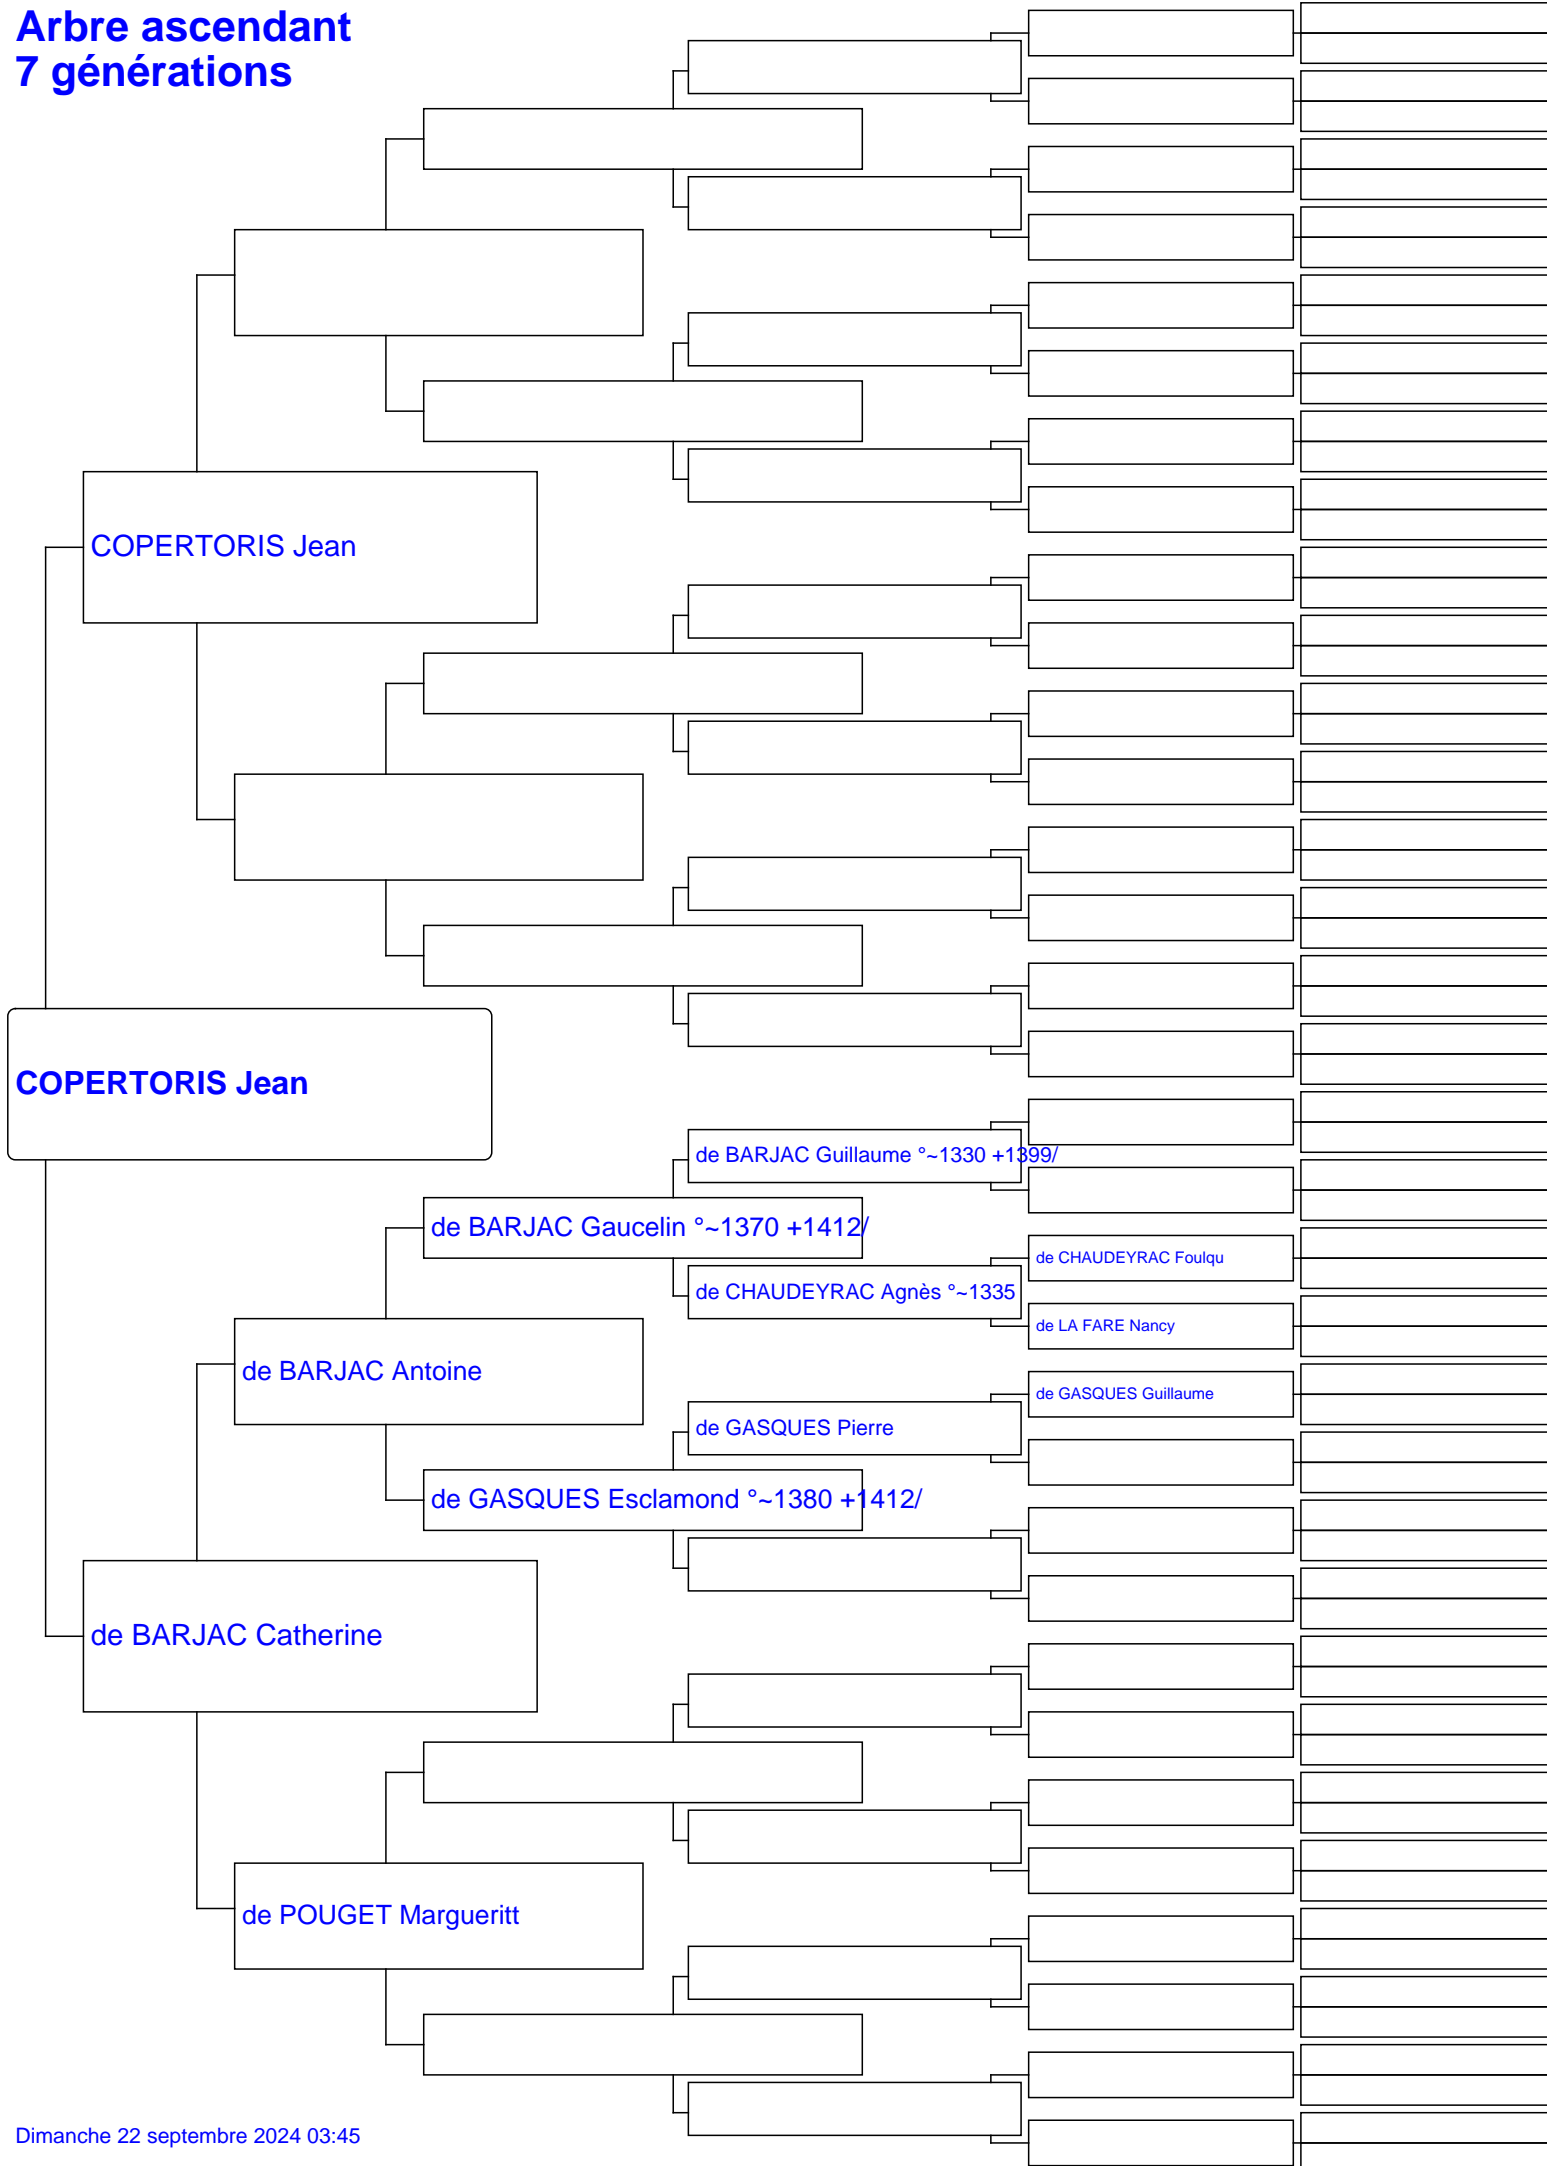 Arbre ascendant
7 générations
COPERTORIS Jean
COPERTORIS Jean
de BARJAC Guillaume °~1330 +1399/
de BARJAC Gaucelin °~1370 +1412/
de CHAUDEYRAC Foulqu
de CHAUDEYRAC Agnès °~1335
de LA FARE Nancy
de BARJAC Antoine
de GASQUES Guillaume
de GASQUES Pierre
de GASQUES Esclamond °~1380 +1412/
de BARJAC Catherine
de POUGET Margueritt
Dimanche 22 septembre 2024 03:45